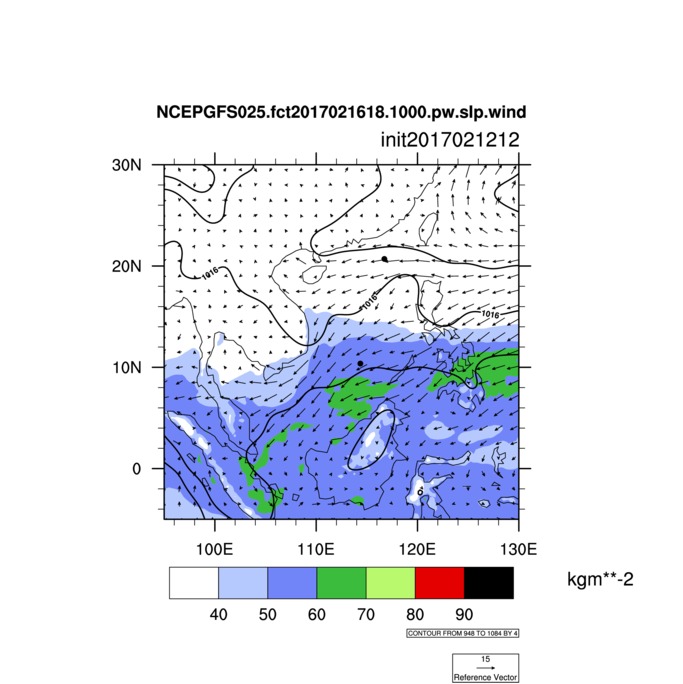 NCEPGFS025.fct2017021618.1000.pw.slp.wind
init2017021212
30N
20N
10N
0
1016
1016
1016
100E 110E 120E 130E
40 50 60 70 80 90
kgm**-2
CONTOUR FROM 948 TO 1084 BY 4
15
Reference Vector